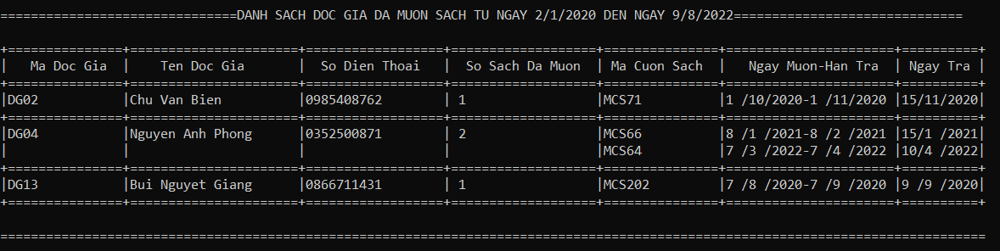 ===============================DANH SACH DOC GIA DA MUON SACH TU NGAY 2/1/2020 DEN NGAY 9/8/2022==============================
+===============+======================+==================+===================+===============+======================+==========+
|   Ma Doc Gia  |    Ten Doc Gia       |  So Dien Thoai   |  So Sach Da Muon  | Ma Cuon Sach  |   Ngay Muon-Han Tra  | Ngay Tra |
+===============+======================+==================+===================+===============+======================+==========+
|DG02           |Chu Van Bien          |0985408762        | 1                 |MCS71          |1 /10/2020-1 /11/2020 |15/11/2020|
+===============+======================+==================+===================+===============+======================+==========+
|DG04           |Nguyen Anh Phong      |0352500871        | 2                 |MCS66          |8 /1 /2021-8 /2 /2021 |15/1 /2021|
|               |                      |                  |                   |MCS64          |7 /3 /2022-7 /4 /2022 |10/4 /2022|
+===============+======================+==================+===================+===============+======================+==========+
|DG13           |Bui Nguyet Giang      |0866711431        | 1                 |MCS202         |7 /8 /2020-7 /9 /2020 |9 /9 /2020|
+===============+======================+==================+===================+===============+======================+==========+
=================================================================================================================================